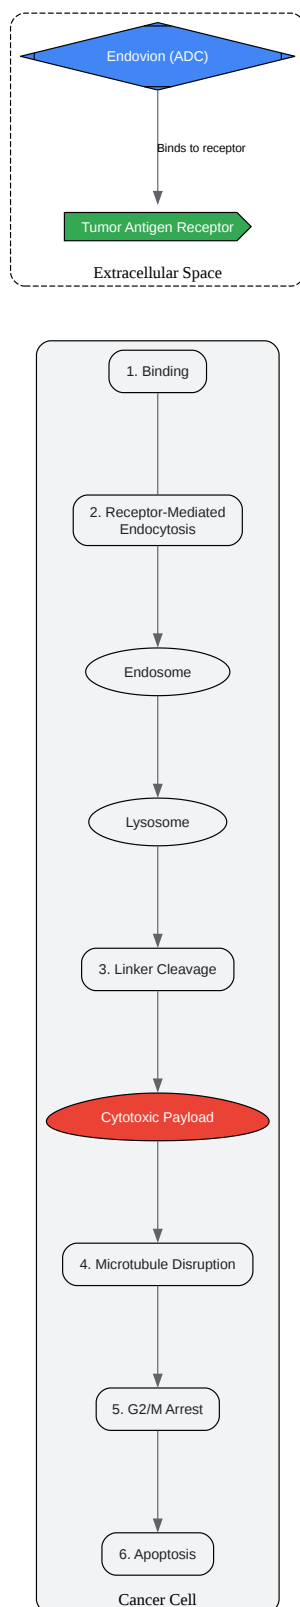 Endovion (ADC)
Binds to receptor
Tumor Antigen Receptor
Extracellular Space
1. Binding
2. Receptor-Mediated
Endocytosis
Endosome
Lysosome
3. Linker Cleavage
Cytotoxic Payload
4. Microtubule Disruption
5. G2/M Arrest
6. Apoptosis
Cancer Cell